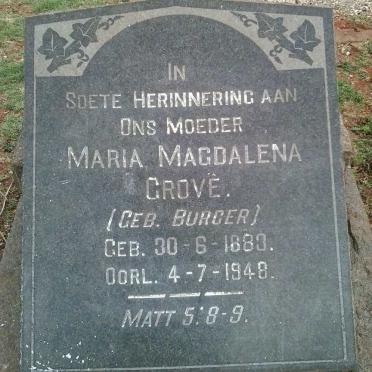 IN
SOETE HERINNERING AAN
ONS MOEDER
MARIA MAGDALENA
GROVÉ.
(GEB. BURGER)
GEB. 30-6-1889.
OORL. 4-7-1948.
MATT 5:8-9.